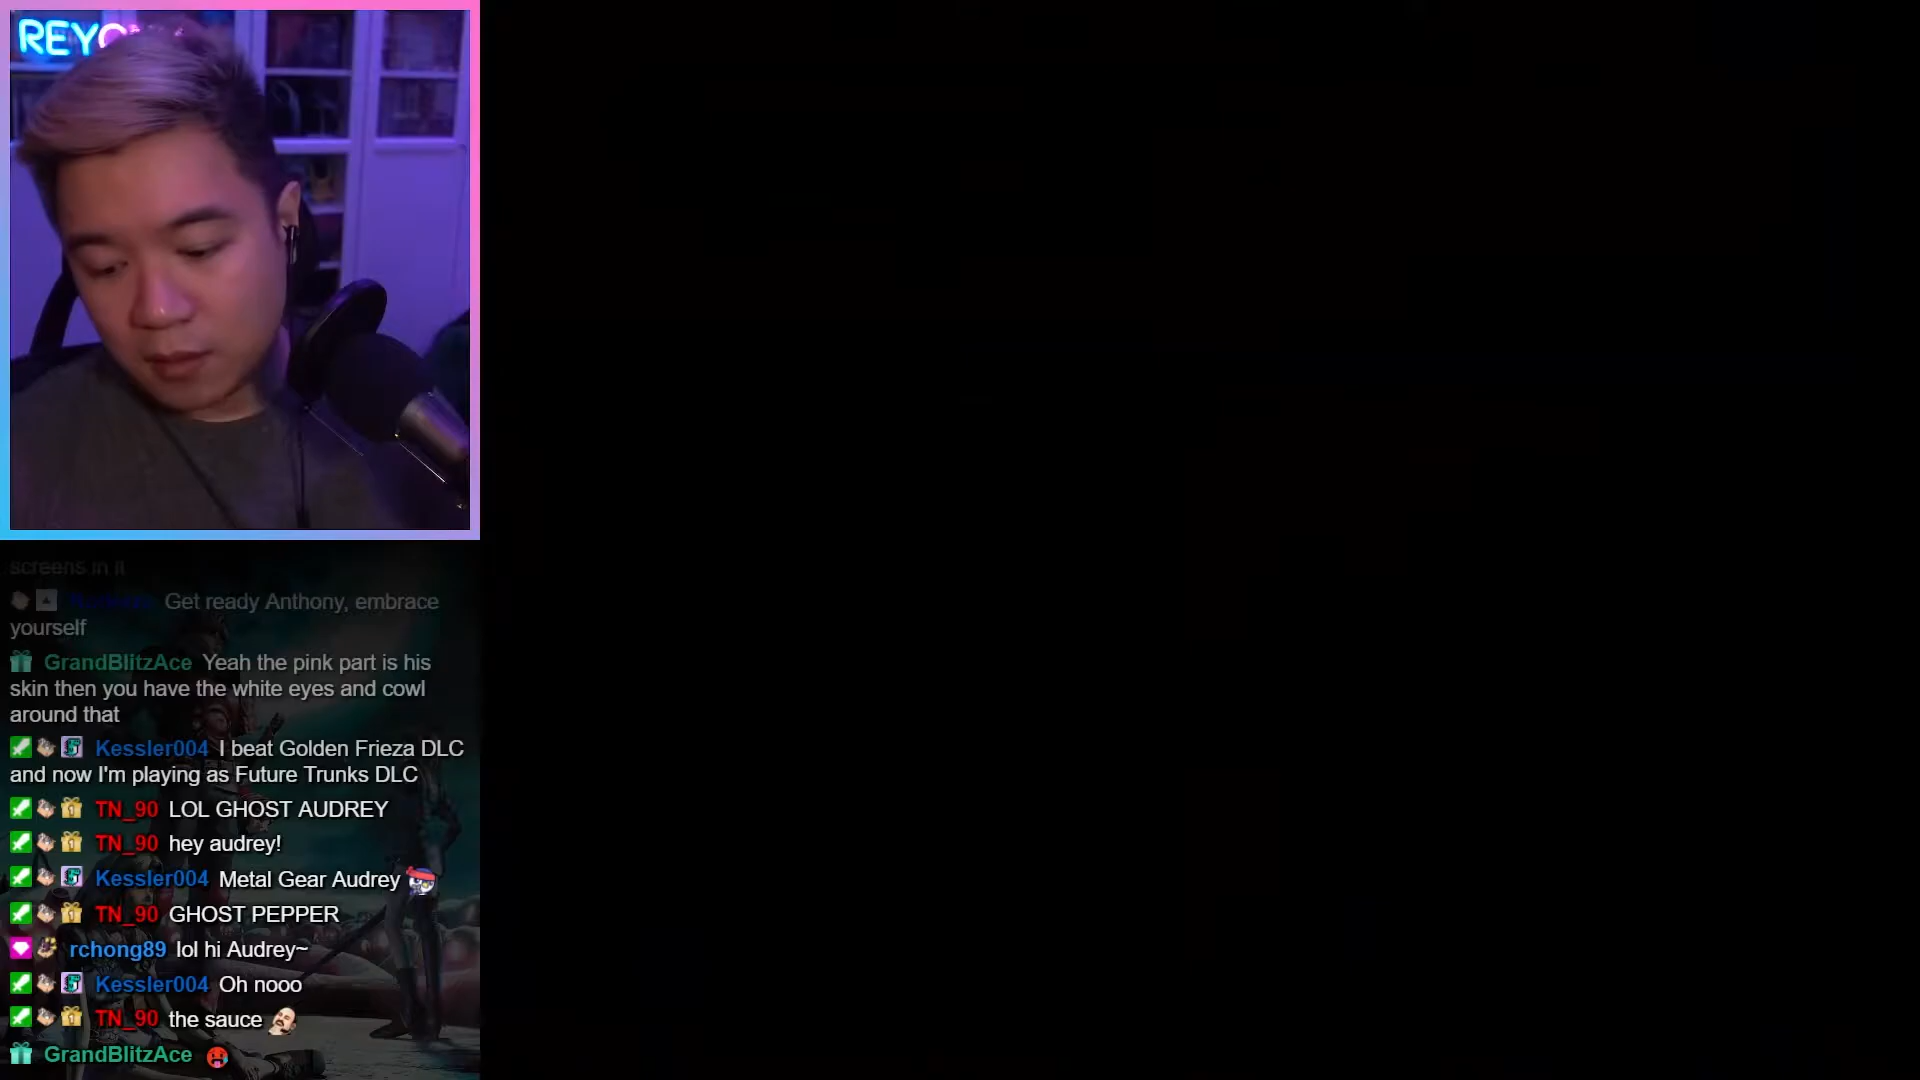 REY
screens in it
Get ready Anthony, embrace
yourself
GrandBlitzAce Yeah the pink part is his
skin then you have the white eyes and cowl
around that
Kessler004 I beat Golden Frieza DLC
and now I'm playing as Future Trunks DLC
TN_90 LOL GHOST AUDREY
TN_90 hey audrey!
Kessler004 Metal Gear Audrey
TN_90 GHOST PEPPER
rchong89 lol hi Audrey~
Kessler004 Oh nooo
TN_90 the sauce
GrandBlitzAce